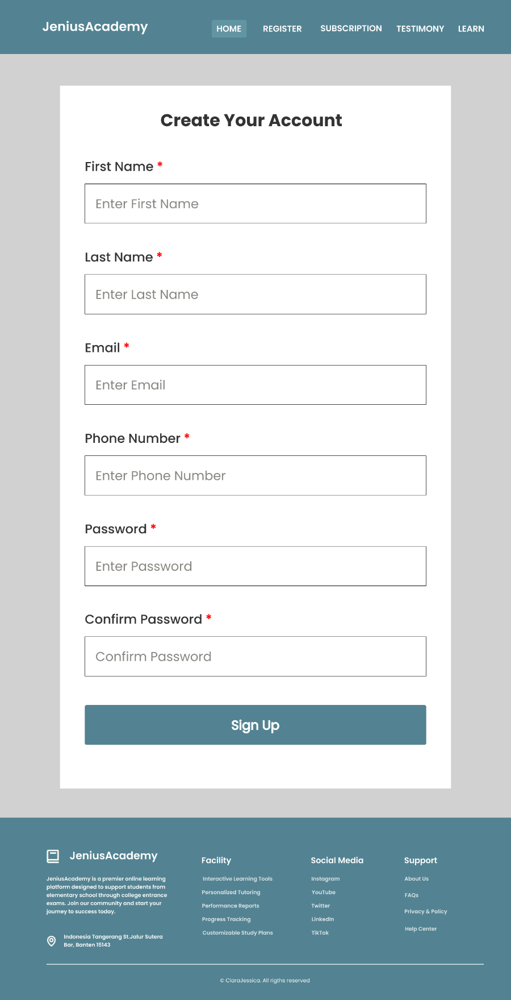 JeniusAcademy
HOME REGISTER SUBSCRIPTION TESTIMONY LEARN
Create Your Account
First Name *
Enter First Name
Last Name *
Enter Last Name
Email *
Enter Email
Phone Number *
Enter Phone Number
Password *
Enter Password
Confirm Password *
Confirm Password
Sign Up
JeniusAcademy
JeniusAcademy is a premier online learning
platform designed to support students from
elementary school through college entrance
exams. Join our community and start your
journey to success today.
Indonesia Tangerang St.Jalur Sutera
Bar, Banten 15143
Facility
Interactive Learning Tools
Personalized Tutoring
Performance Reports
Progress Tracking
Customizable Study Plans
Social Media
Instagram
YouTube
Twitter
LinkedIn
TikTok
Support
About Us
FAQs
Privacy & Policy
Help Center
© ClaraJessica. All rigths reserved